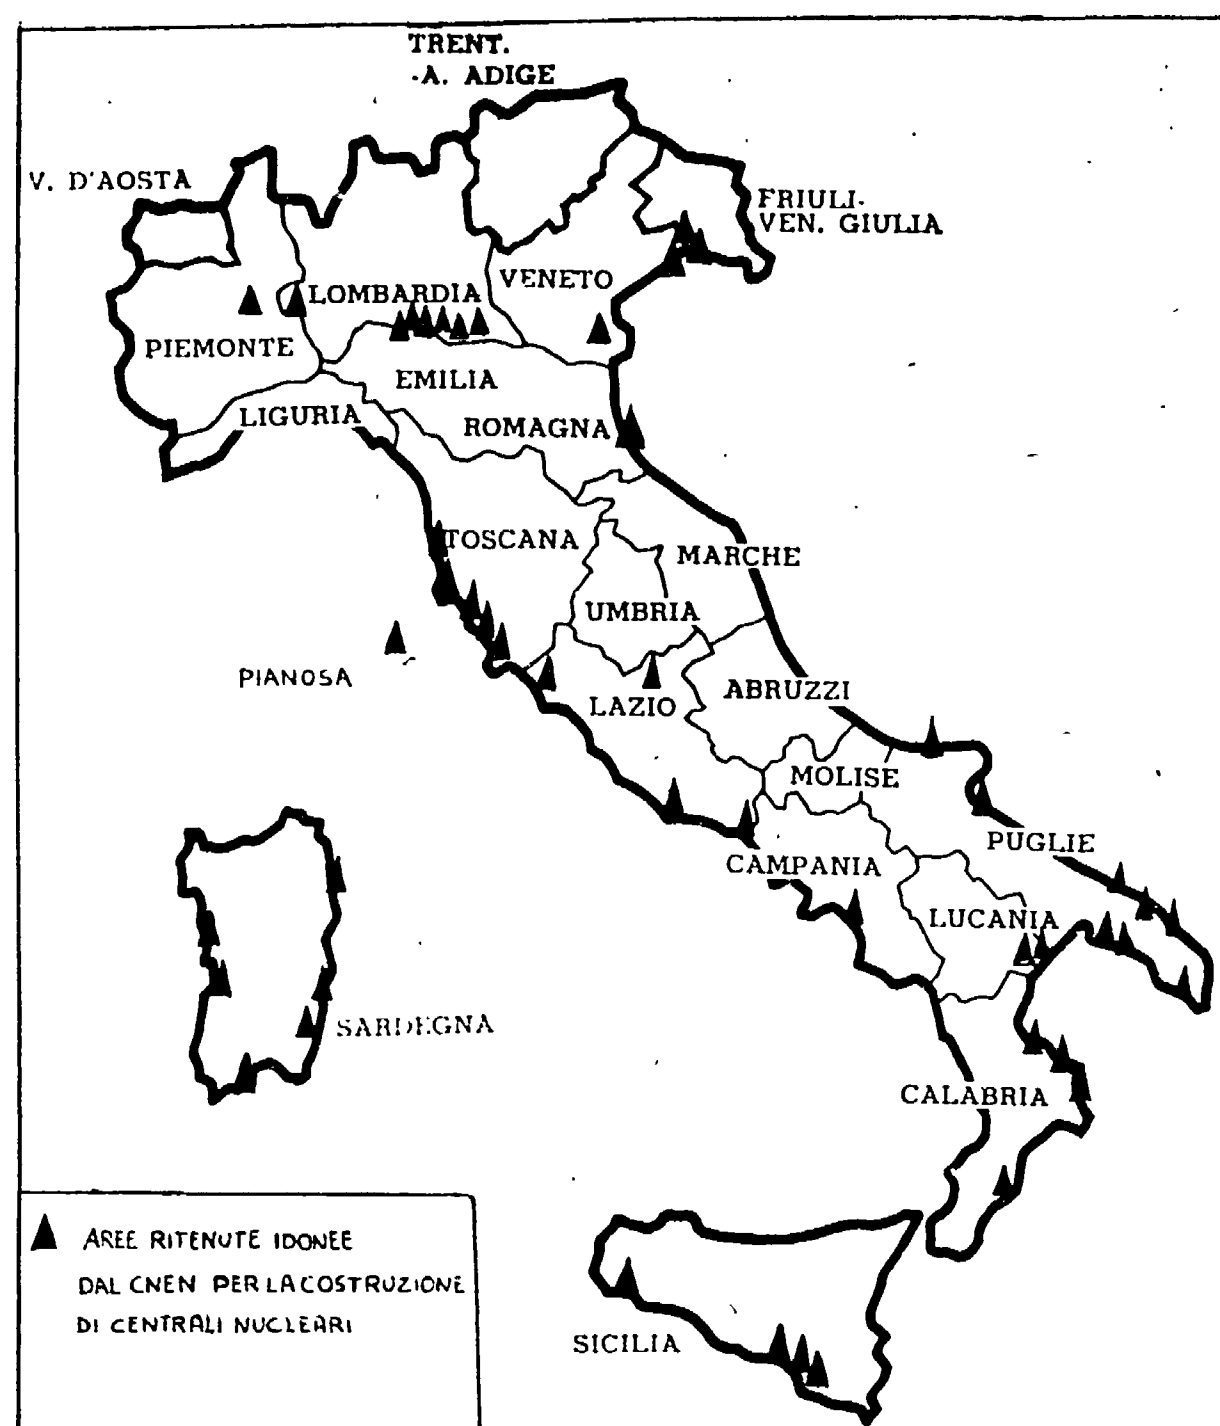 TRENT.
-A. ADIGE
V. D'AOSTA
FRIULI-
VEN. GIULIA
VENETO
LOMBARDIA
PIEMONTE
EMILIA
LIGURIA
ROMAGNA
TOSCANA
MARCHE
UMBRIA
PIANOSA
ABRUZZI
LAZIO
MOLISE
PUGLIE
CAMPANIA
LUCANIA
SARDEGNA
CALABRIA
AREE RITENUTE IDONEE
DAL CNEN PER LA COSTRUZIONE
DI CENTRALI NUCLEARI
SICILIA